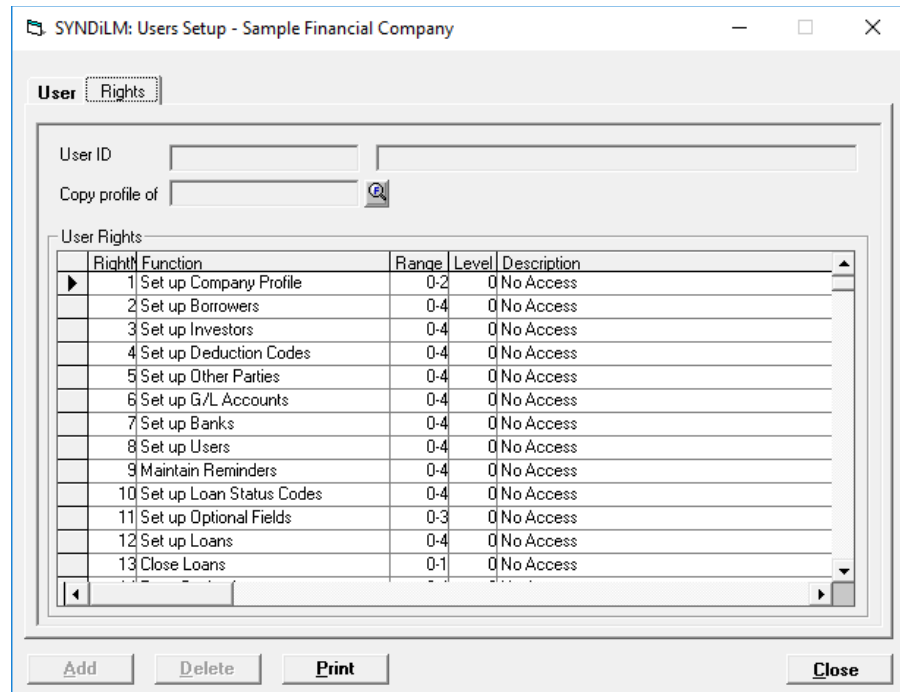 SYNDiLM: Users Setup - Sample Financial Company
User Rights
User ID
Copy profile of
User Rights
Right Function Range Level Description
1 Set up Company Profile 0-2 0 No Access
2 Set up Borrowers 0-4 0 No Access
3 Set up Investors 0-4 0 No Access
4 Set up Deduction Codes 0-4 0 No Access
5 Set up Other Parties 0-4 0 No Access
6 Set up G/L Accounts 0-4 0 No Access
7 Set up Banks 0-4 0 No Access
8 Set up Users 0-4 0 No Access
9 Maintain Reminders 0-4 0 No Access
10 Set up Loan Status Codes 0-4 0 No Access
11 Set up Optional Fields 0-3 0 No Access
12 Set up Loans 0-4 0 No Access
13 Close Loans 0-1 0 No Access
Add Delete Print Close